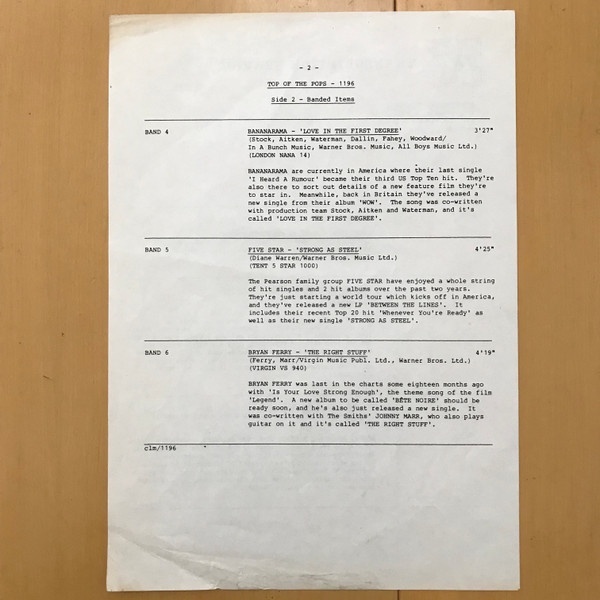 - 2 -
TOP OF THE POPS - 1196
Side 2 - Banded Items
BAND 4 BANANARAMA - 'LOVE IN THE FIRST DEGREE' 3'27"
(Stock, Aitken, Waterman, Dallin, Fahey, Woodward/
In A Bunch Music, Warner Bros. Music, All Boys Music Ltd.)
(LONDON NANA 14)
BANANARAMA are currently in America where their last single
'I Heard A Rumour' became their third US Top Ten hit. They're
also there to sort out details of a new feature film they're
to star in. Meanwhile, back in Britain they've released a
new single from their album 'WOW'. The song was co-written
with production team Stock, Aitken and Waterman, and it's
called 'LOVE IN THE FIRST DEGREE'.
BAND 5 FIVE STAR - 'STRONG AS STEEL' 4'25"
(Diane Warren/Warner Bros. Music Ltd.)
(TENT 5 STAR 1000)
The Pearson family group FIVE STAR have enjoyed a whole string
of hit singles and 2 hit albums over the past two years.
They're just starting a world tour which kicks off in America,
and they've released a new LP 'BETWEEN THE LINES'. It
includes their recent Top 20 hit 'Whenever You're Ready' as
well as their new single 'STRONG AS STEEL'.
BAND 6 BRYAN FERRY - 'THE RIGHT STUFF' 4'19"
(Ferry, Marr/Virgin Music Publ. Ltd., Warner Bros. Ltd.)
(VIRGIN VS 940)
BRYAN FERRY was last in the charts some eighteen months ago
with 'Is Your Love Strong Enough', the theme song of the film
'Legend'. A new album to be called 'BÊTE NOIRE' should be
ready soon, and he's also just released a new single. It
was co-written with The Smiths' JOHNNY MARR, who also plays
guitar on it and it's called 'THE RIGHT STUFF'.
clm/1196